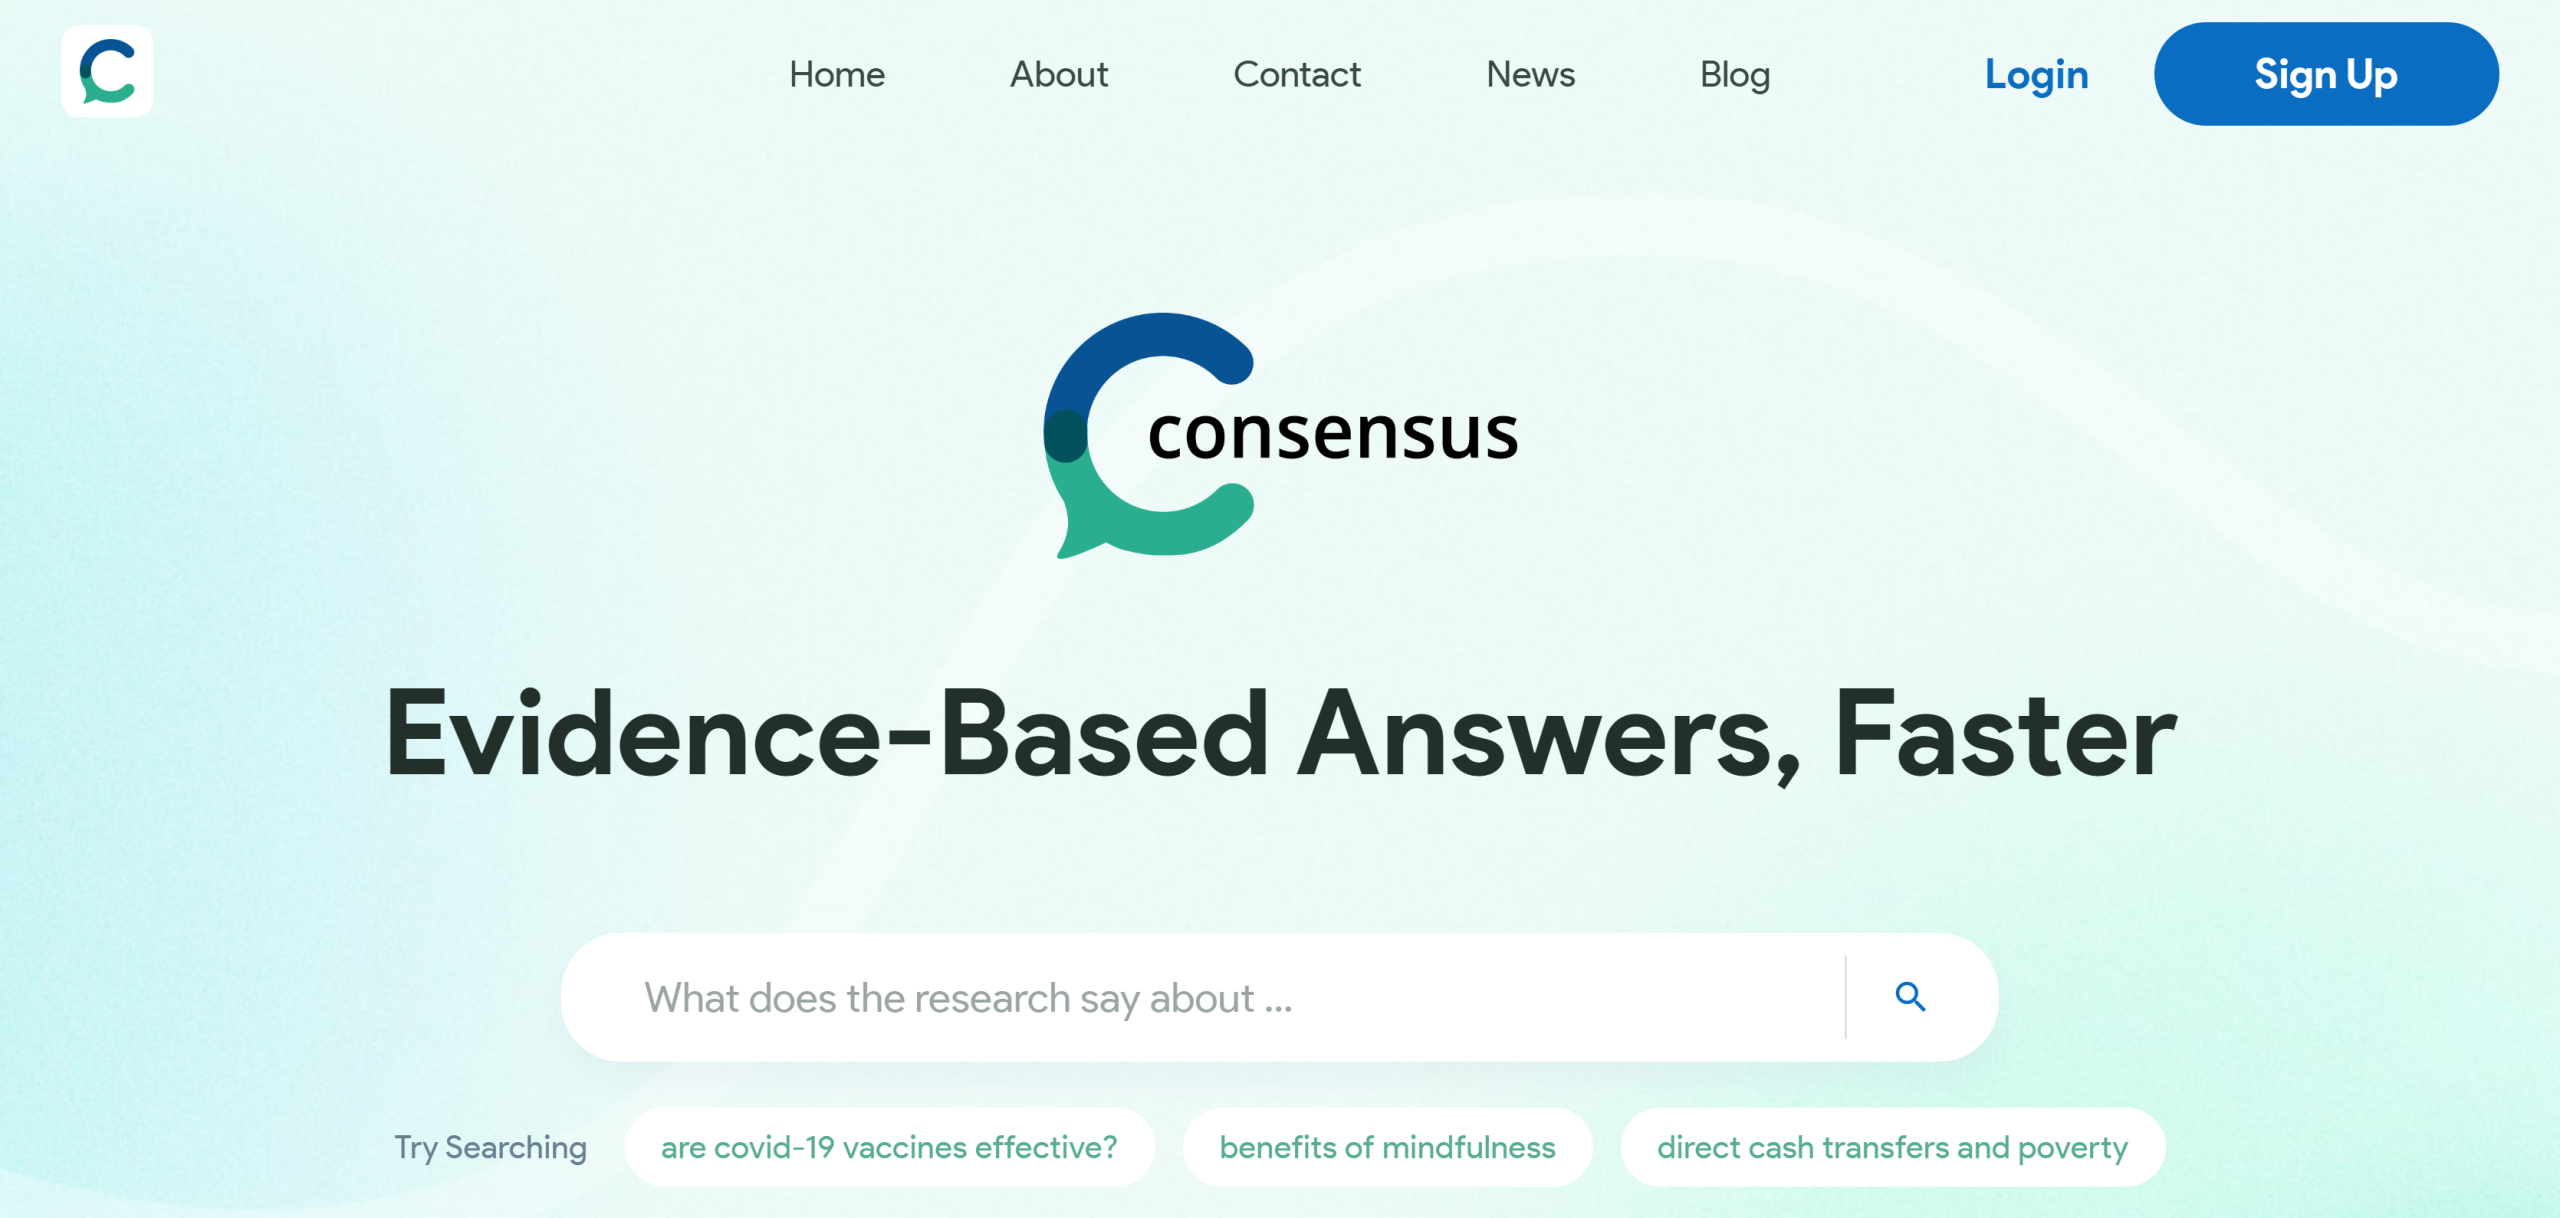 Home About Contact News Blog Login Sign Up
consensus
Evidence-Based Answers, Faster
What does the research say about ...
Try Searching are covid-19 vaccines effective? benefits of mindfulness direct cash transfers and poverty